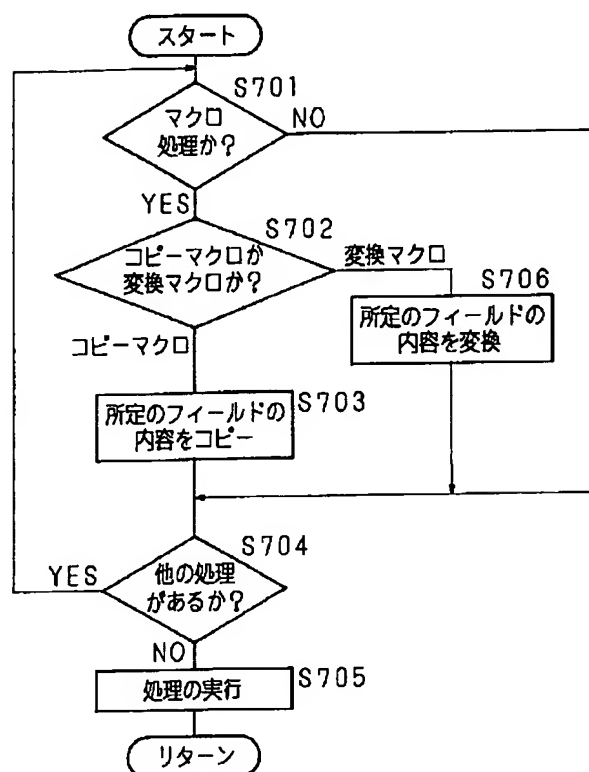 スタート
S701
マクロ
処理か?
NO
YES
S702
コピーマクロか
変換マクロか?
変換マクロ
S706
所定のフィールドの
内容を変換
コピーマクロ
S703
所定のフィールドの
内容をコピー
S704
YES
他の処理
があるか?
NO
S705
処理の実行
リターン